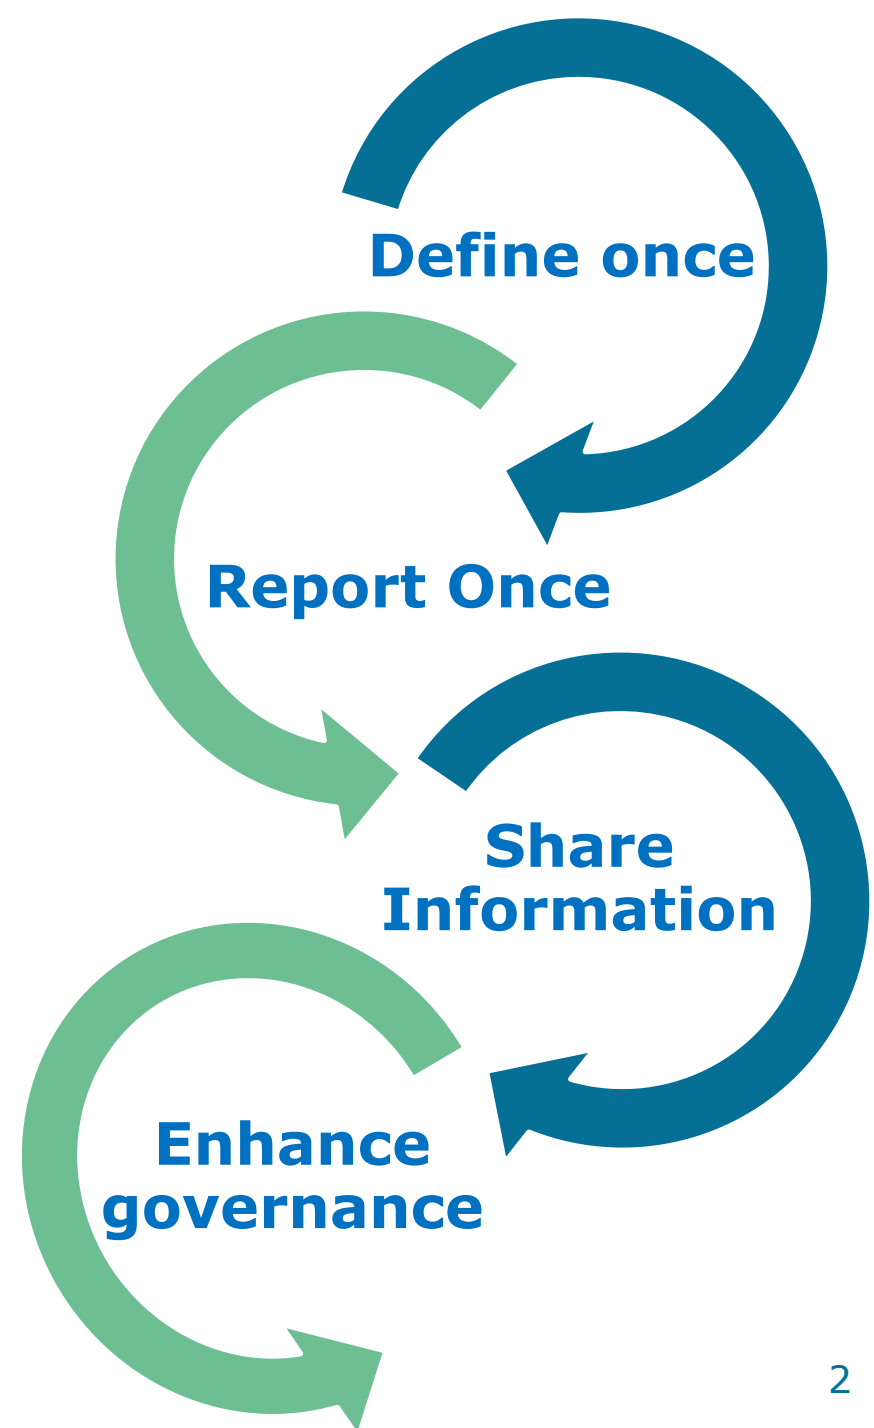 Define once
Report Once
Share
Information
Enhance
governance
2